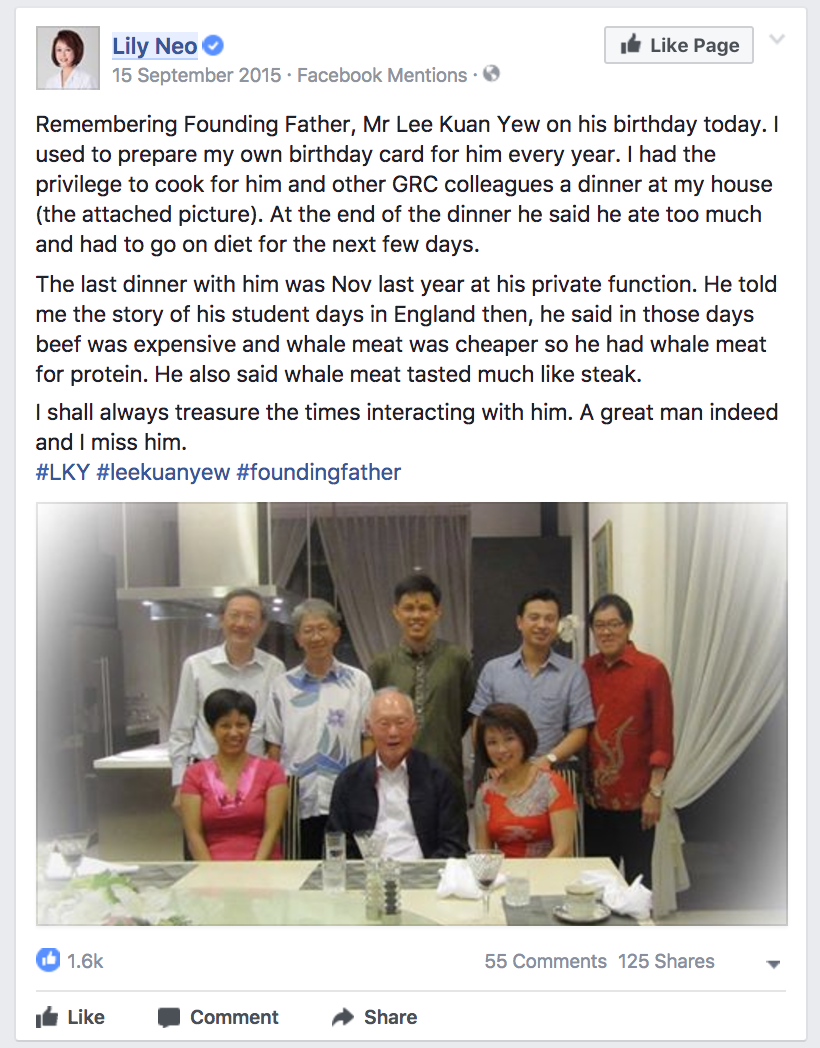 Lily Neo
Like Page
15 September 2015 · Facebook Mentions ·
Remembering Founding Father, Mr Lee Kuan Yew on his birthday today. I
used to prepare my own birthday card for him every year. I had the
privilege to cook for him and other GRC colleagues a dinner at my house
(the attached picture). At the end of the dinner he said he ate too much
and had to go on diet for the next few days.
The last dinner with him was Nov last year at his private function. He told
me the story of his student days in England then, he said in those days
beef was expensive and whale meat was cheaper so he had whale meat
for protein. He also said whale meat tasted much like steak.
I shall always treasure the times interacting with him. A great man indeed
and I miss him.
#LKY #leekuanyew #foundingfather
1.6k
55 Comments 125 Shares
Like Comment Share